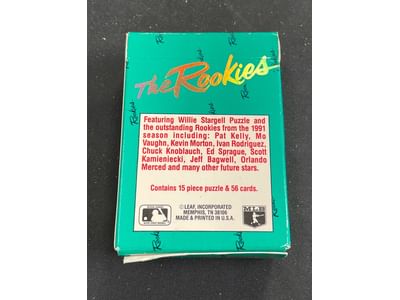 The Rookies
Featuring Willie Stargell Puzzle and
the outstanding Rookies from the 1991
season including: Pat Kelly, Mo
Vaughn, Kevin Morton, Ivan Rodriguez,
Chuck Knoblauch, Ed Sprague, Scott
Kamieniecki, Jeff Bagwell, Orlando
Merced and many other future stars.
Contains 15 piece puzzle & 56 cards.
© LEAF, INCORPORATED
MEMPHIS, TN 38106
MADE & PRINTED IN U.S.A.
MLB